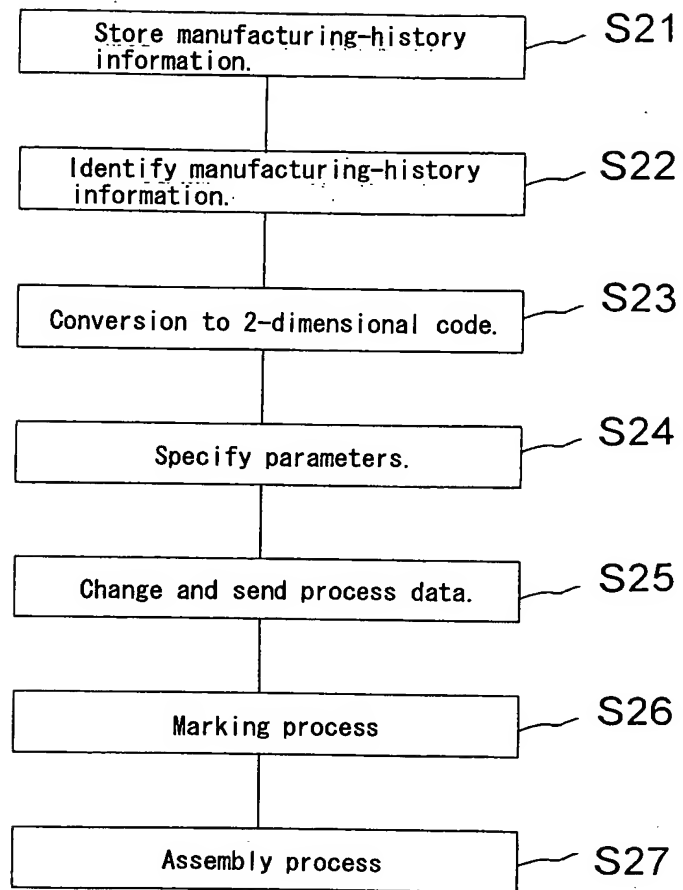 Store manufacturing-history
information.
S21
Identify manufacturing-history
information.
S22
Conversion to 2-dimensional code.
S23
Specify parameters.
S24
Change and send process data.
S25
Marking process
S26
Assembly process
S27